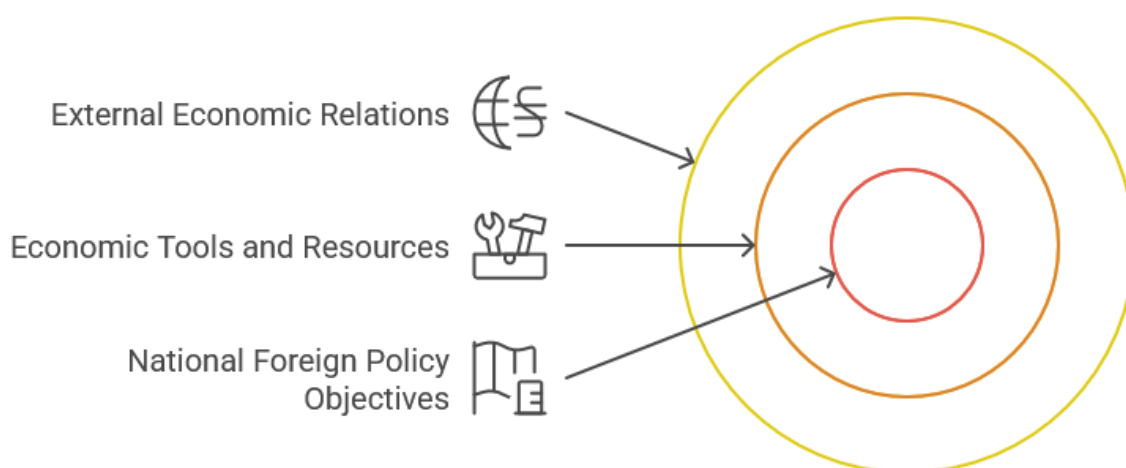 External Economic Relations
Economic Tools and Resources
National Foreign Policy
Objectives